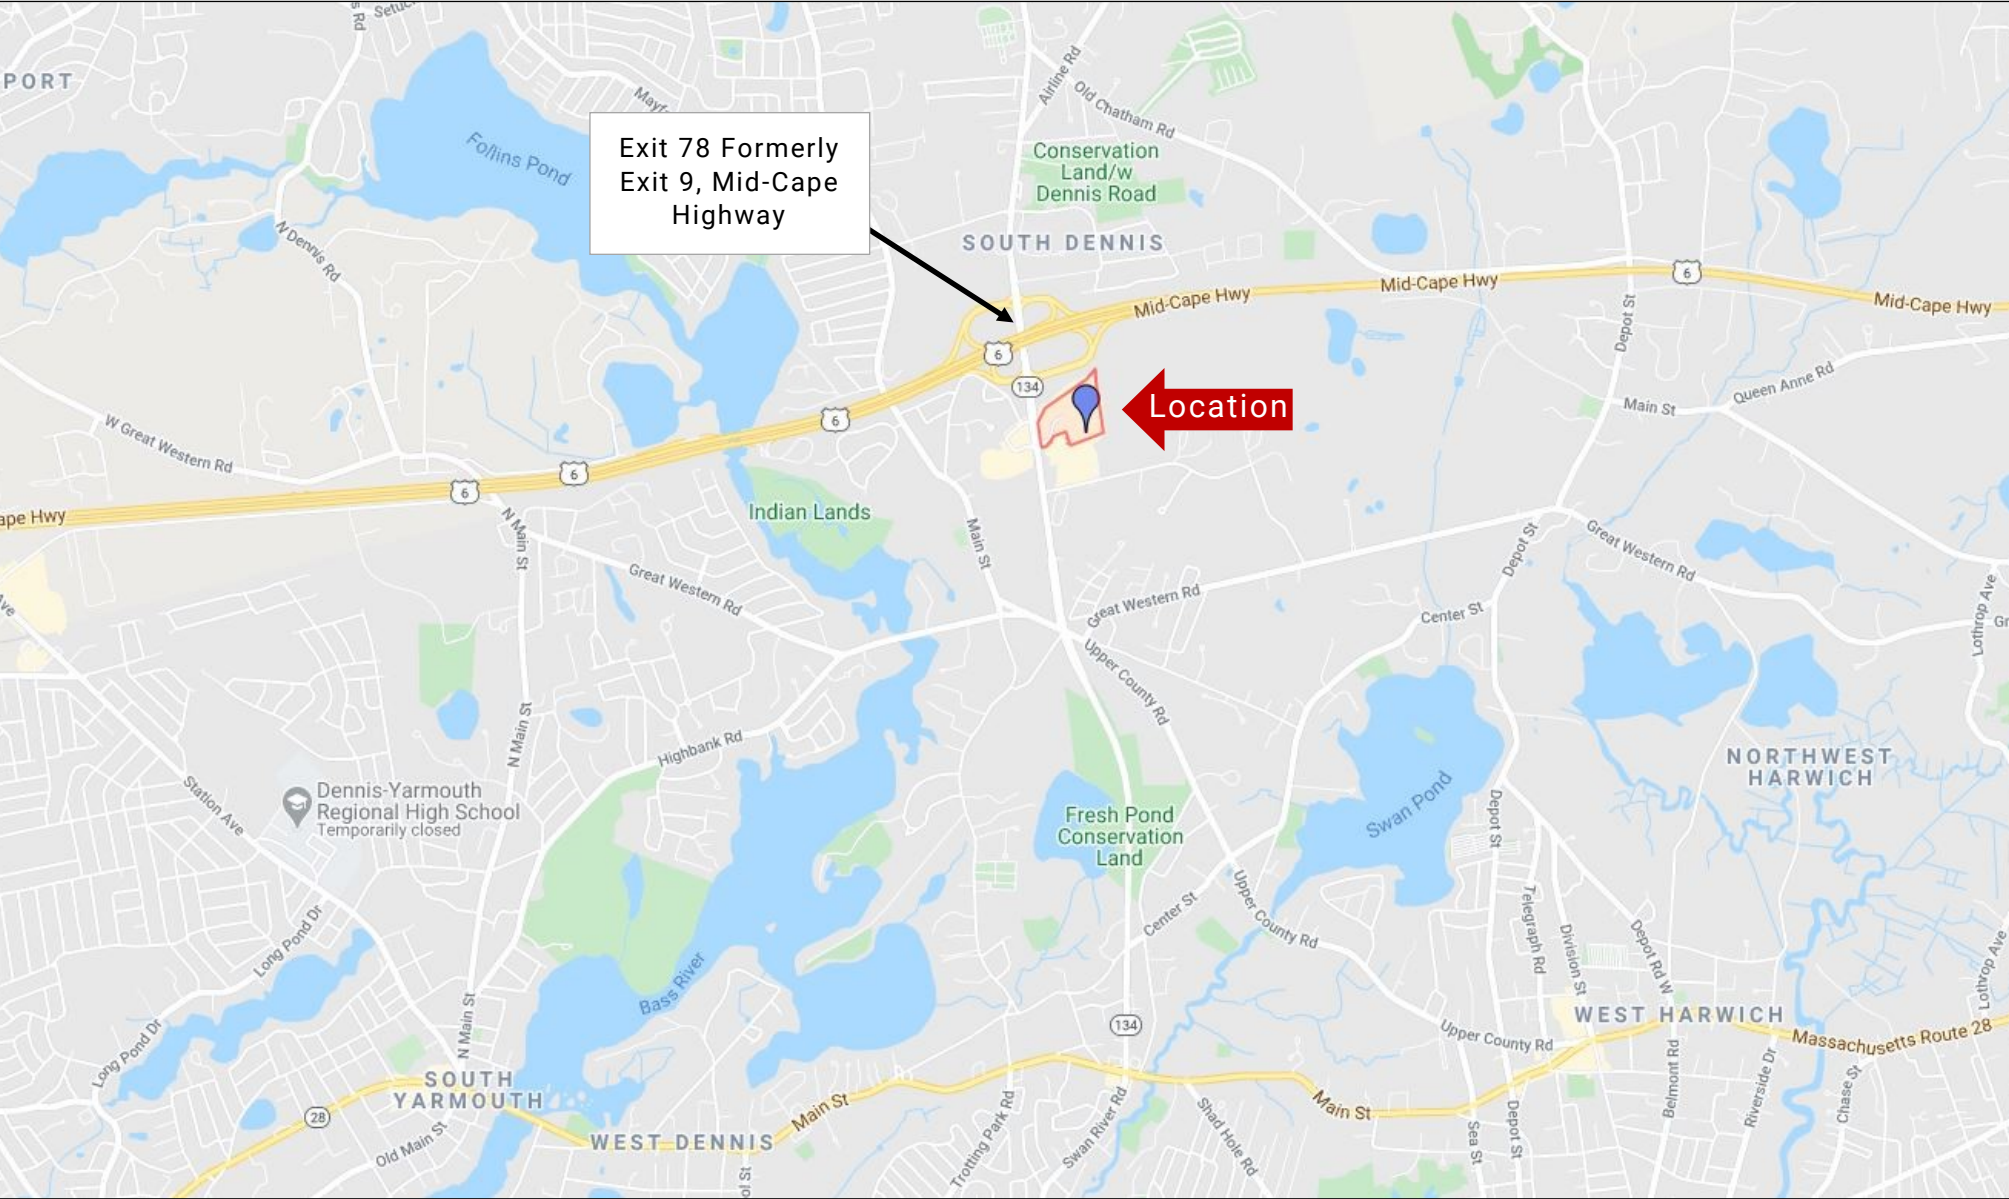 PORT
Follins Pond
Exit 78 Formerly
Exit 9, Mid-Cape
Highway
Airline Rd
Old Chatham Rd
Conservation
Land/w
Dennis Road
SOUTH DENNIS
N Dennis Rd
Mid-Cape Hwy
Mid-Cape Hwy
6
Mid-Cape Hwy
6
134
Location
Depot St
Queen Anne Rd
Main St
6
W Great Western Rd
6
6
ape Hwy
Indian Lands
N Main St
Main St
Depot St
Great Western Rd
Great Western Rd
Great Western Rd
Center St
Lothrop Ave
Gr
Ave
Upper County Rd
N Main St
Highbank Rd
NORTHWEST
HARWICH
Station Ave
Dennis-Yarmouth
Regional High School
Temporarily closed
Swan Pond
Depot St
Fresh Pond
Conservation
Land
Long Pond Dr
Center St
Upper County Rd
Telegraph Rd
Division St
Depot Rd W
Lothrop Ave
Bass River
N Main St
Long Pond Dr
134
WEST HARWICH
Upper County Rd
Massachusetts Route 28
SOUTH
YARMOUTH
28
Main St
Main St
Trotting Park Rd
Swan River Rd
Shad Hole Rd
Sea St
Depot St
Belmont Rd
Riverside Dr
Chase St
Old Main St
WEST DENNIS